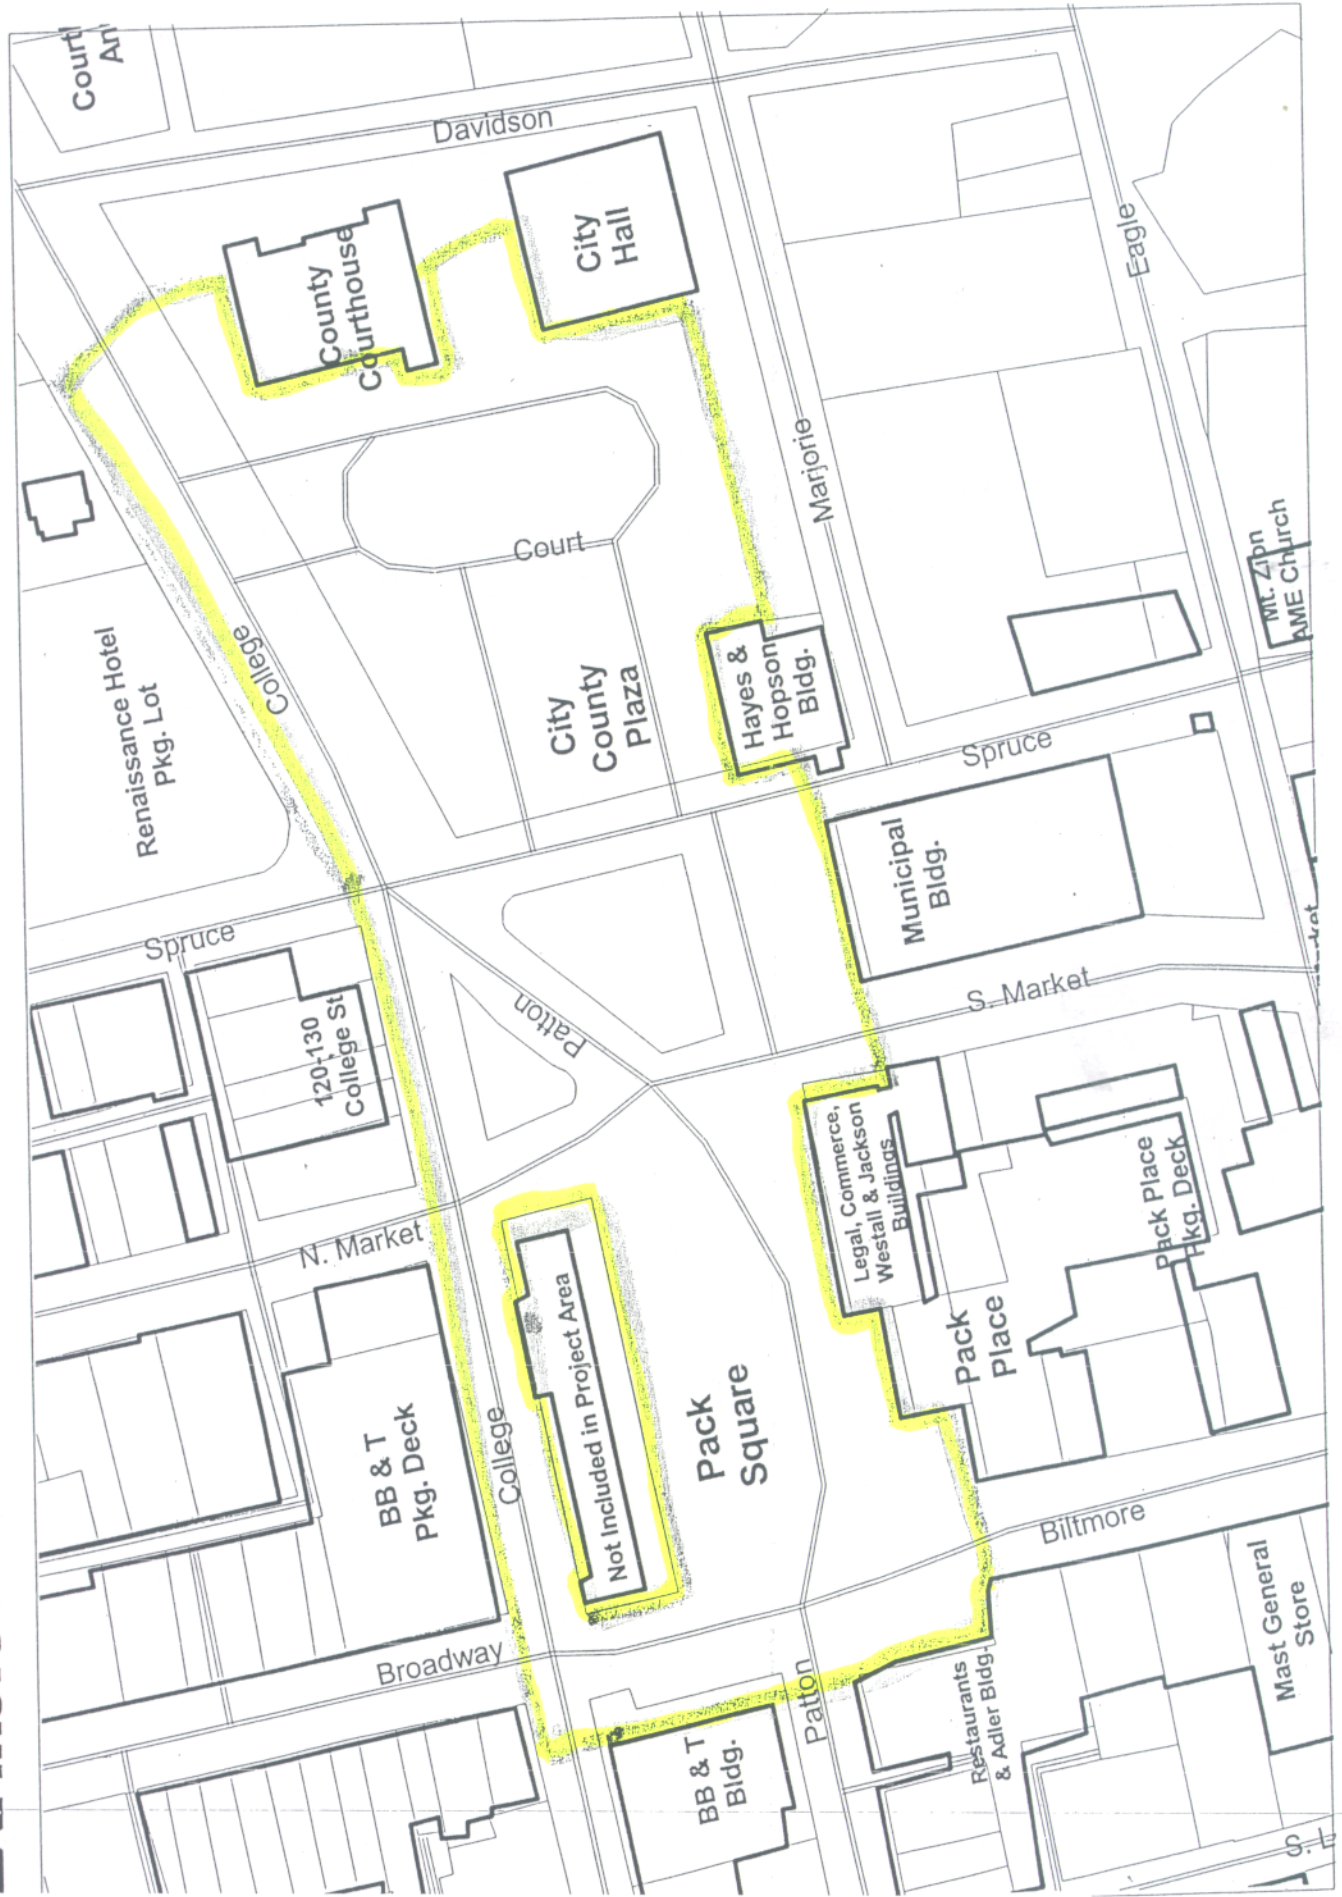 Courth
An
Davidson
County
Courthouse
City
Hall
Eagle
Renaissance Hotel
Pkg. Lot
College
Court
Marjorie
City
County
Plaza
Hayes &
Hopson
Bldg.
Mt. Zion
AME Church
Spruce
Spruce
Municipal
Bldg.
120-130
College St
Patton
S. Market
N. Market
Legal, Commerce,
Westall & Jackson
Buildings
Pack Place
Pkg. Deck
Pack
Place
BB & T
Pkg. Deck
College
Not Included in Project Area
Pack
Square
Biltmore
Broadway
BB & T
Bldg.
Patton
Restaurants
& Adler Bldg.
Mast General
Store
S. L